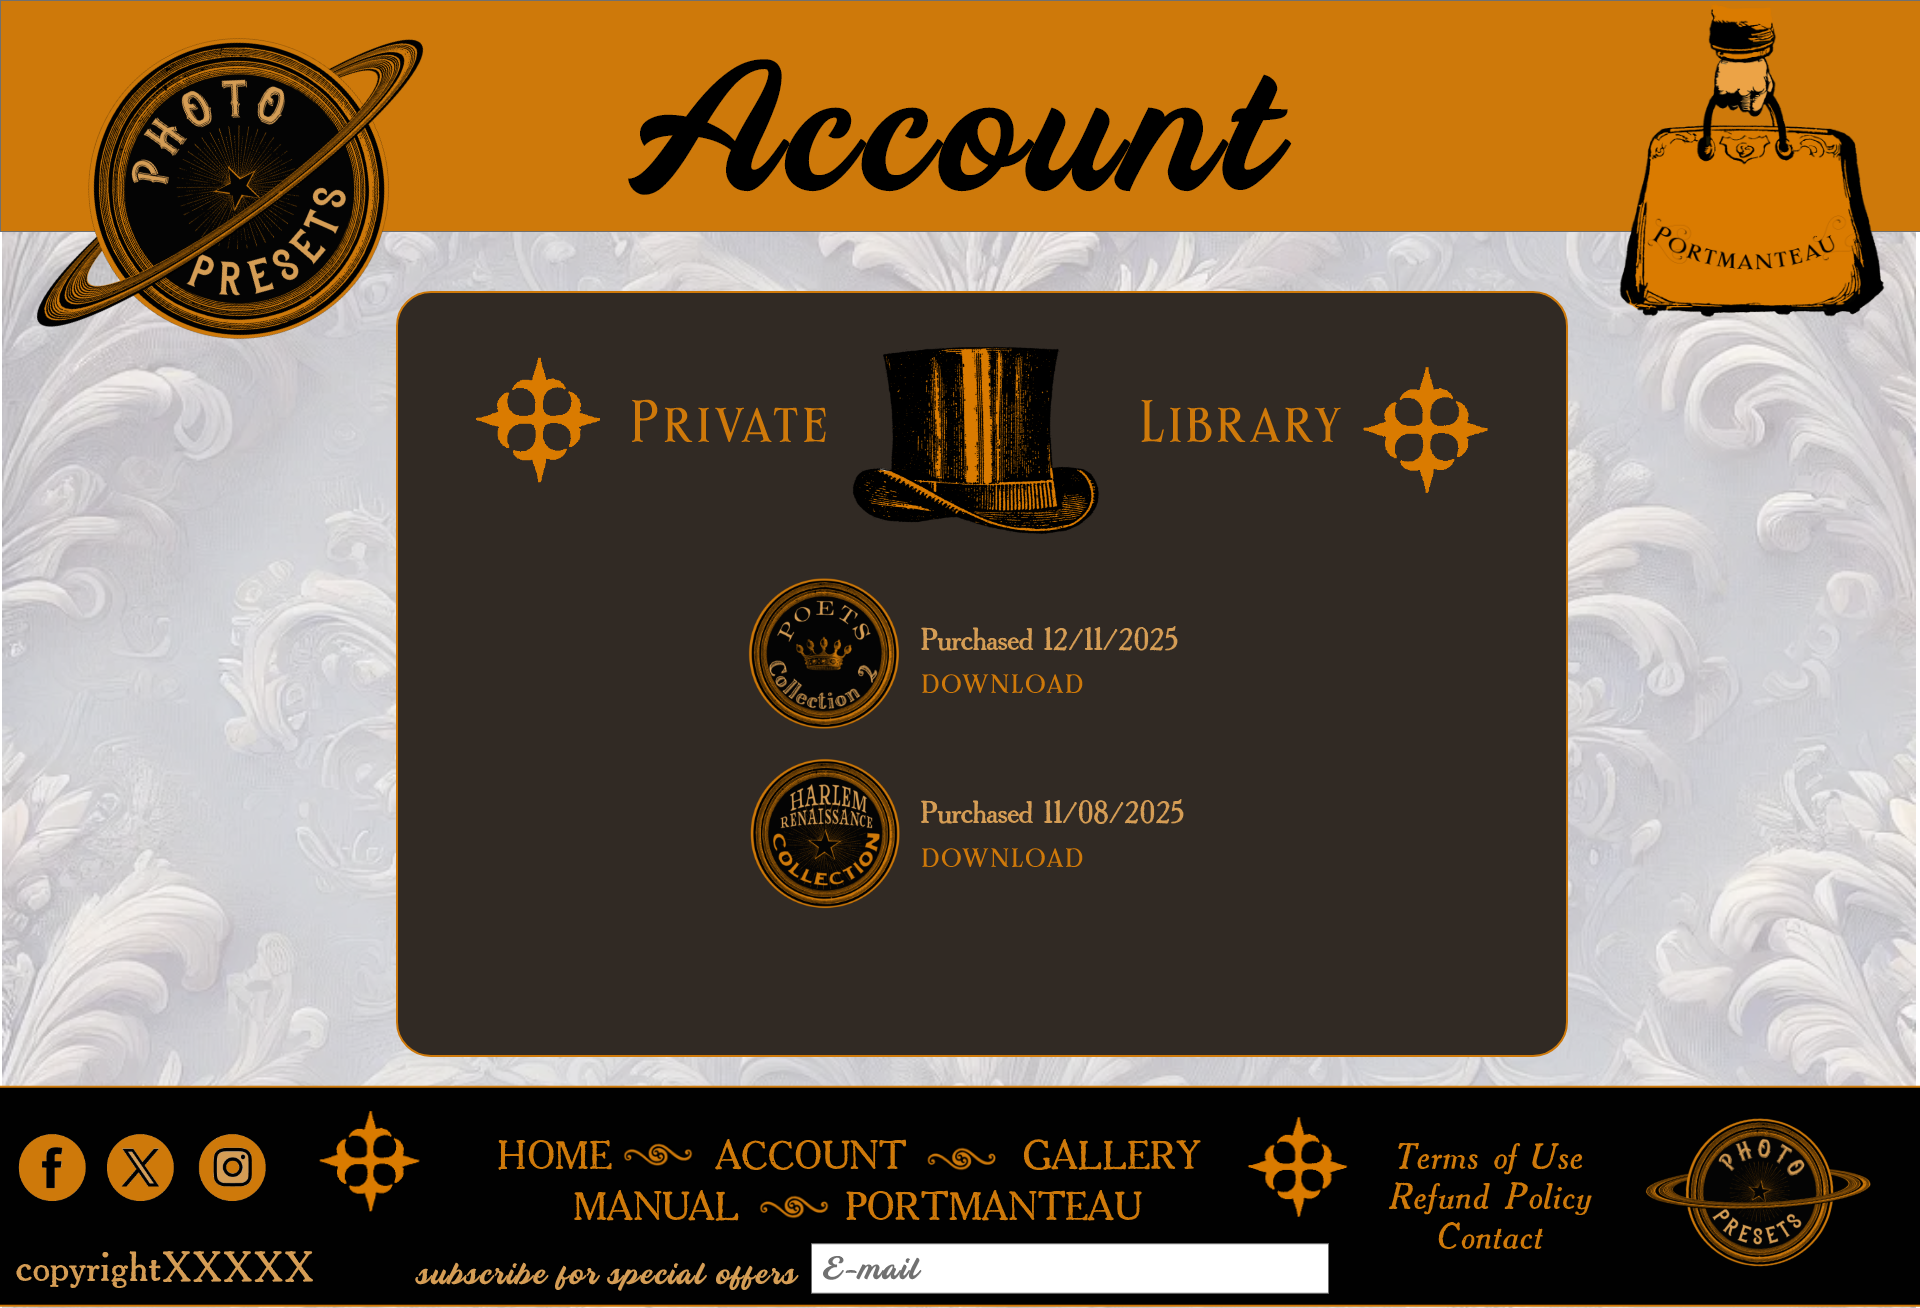 PHOTO
PRESETS
Account
PORTMANTEAU
PRIVATE LIBRARY
POETS
Collection 2
Purchased 12/11/2025
DOWNLOAD
HARLEM
RENAISSANCE
COLLECTION
Purchased 11/08/2025
DOWNLOAD
HOME ACCOUNT GALLERY
MANUAL PORTMANTEAU
Terms of Use
Refund Policy
Contact
PHOTO
PRESETS
copyrightXXXXX
subscribe for special offers
E-mail